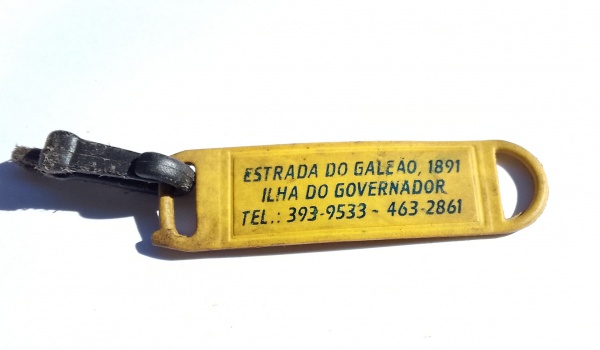 ESTRADA DO GALEÃO, 1891
ILHA DO GOVERNADOR
TEL.: 393-9533 - 463-2861